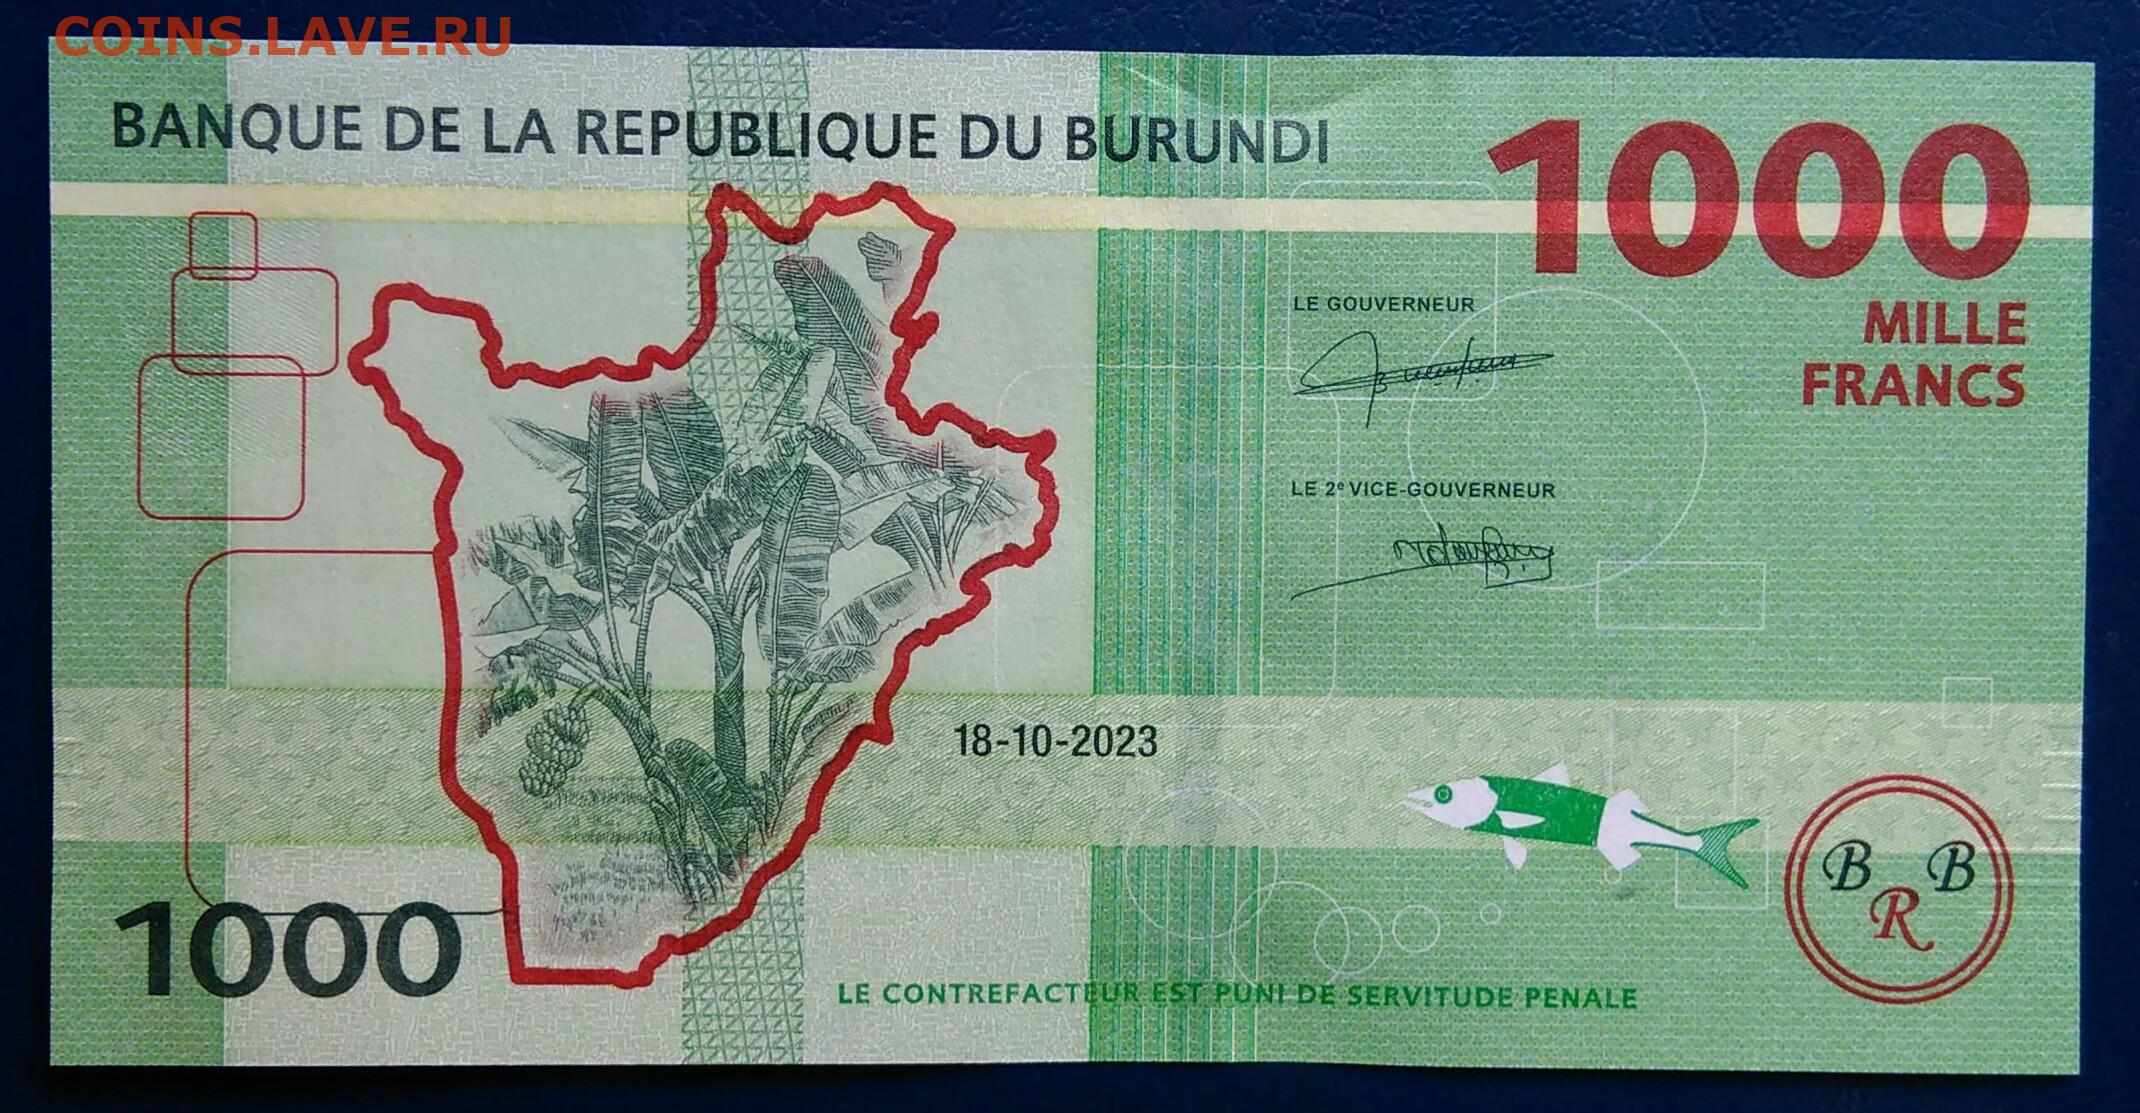 COINS.LAVE.RU
BANQUE DE LA REPUBLIQUE DU BURUNDI
1000
MILLE
FRANCS
LE GOUVERNEUR
LE 2e VICE-GOUVERNEUR
18-10-2023
B B
R
1000
LE CONTREFACTEUR EST PUNI DE SERVITUDE PENALE